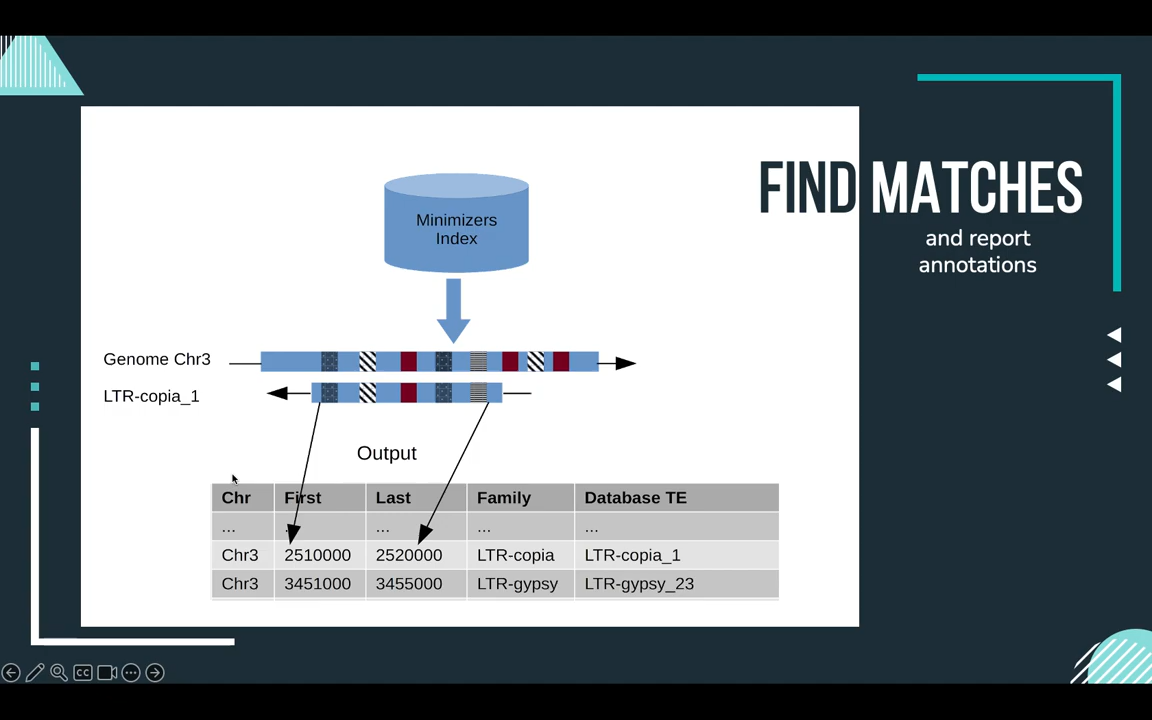 FIND MATCHES
and report
annotations
Minimizers
Index
Genome Chr3
LTR-copia_1
Output
Chr First Last Family Database TE
... ... ... ... ...
Chr3 2510000 2520000 LTR-copia LTR-copia_1
Chr3 3451000 3455000 LTR-gypsy LTR-gypsy_23
CC